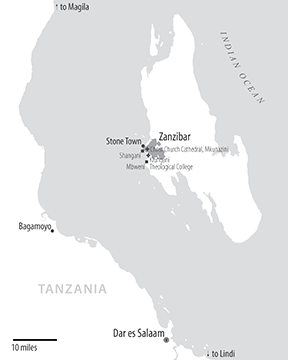 ↑ to Magila
INDIAN OCEAN
Zanzibar
Stone Town
Christ Church Cathedral, Mkunazini
Shangani
Mbweni
Theological College
Bagamoyo
TANZANIA
10 miles
Dar es Salaam
↓ to Lindi